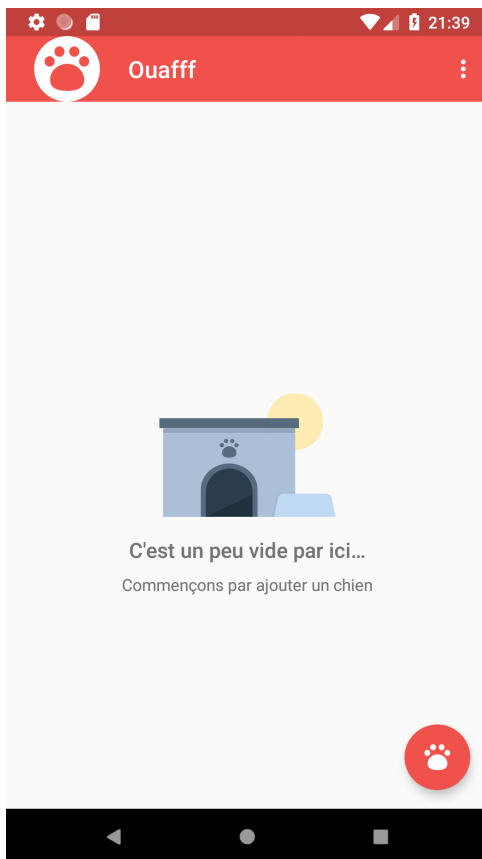 21:39
Ouafff
C'est un peu vide par ici…
Commençons par ajouter un chien